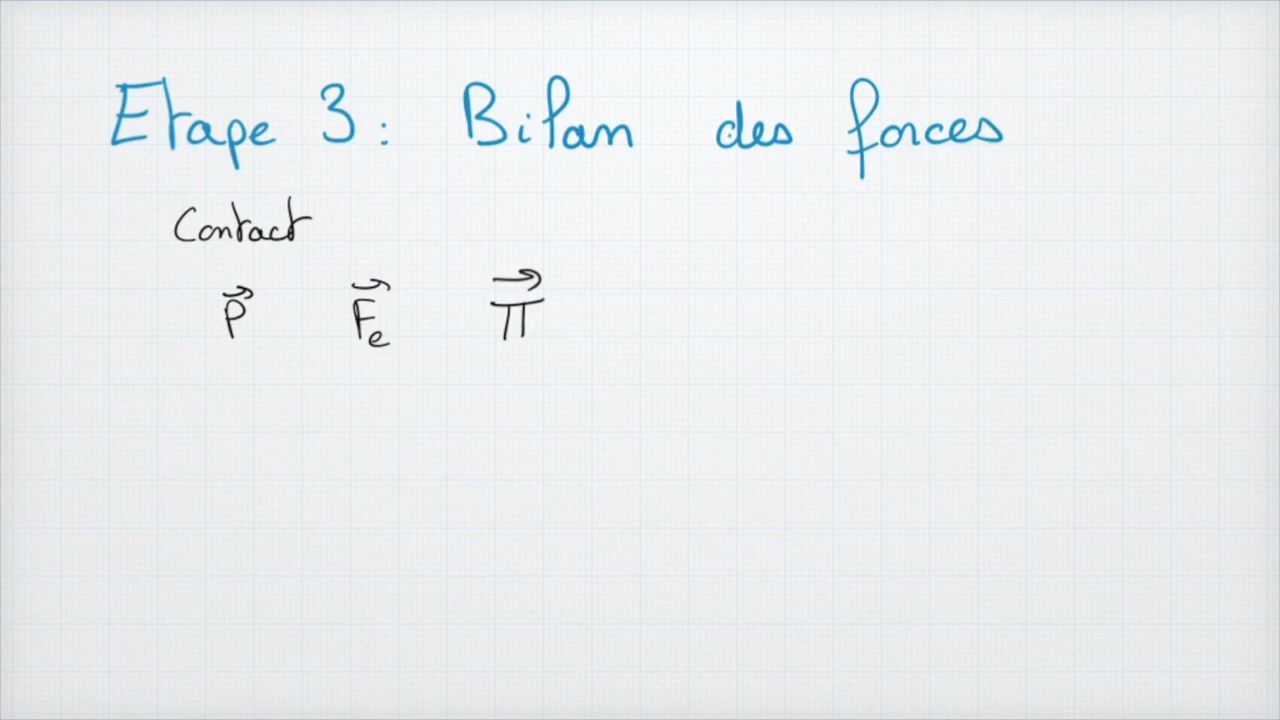 Etape 3: Bilan des forces
Contact
P⃗ F⃗e Π⃗